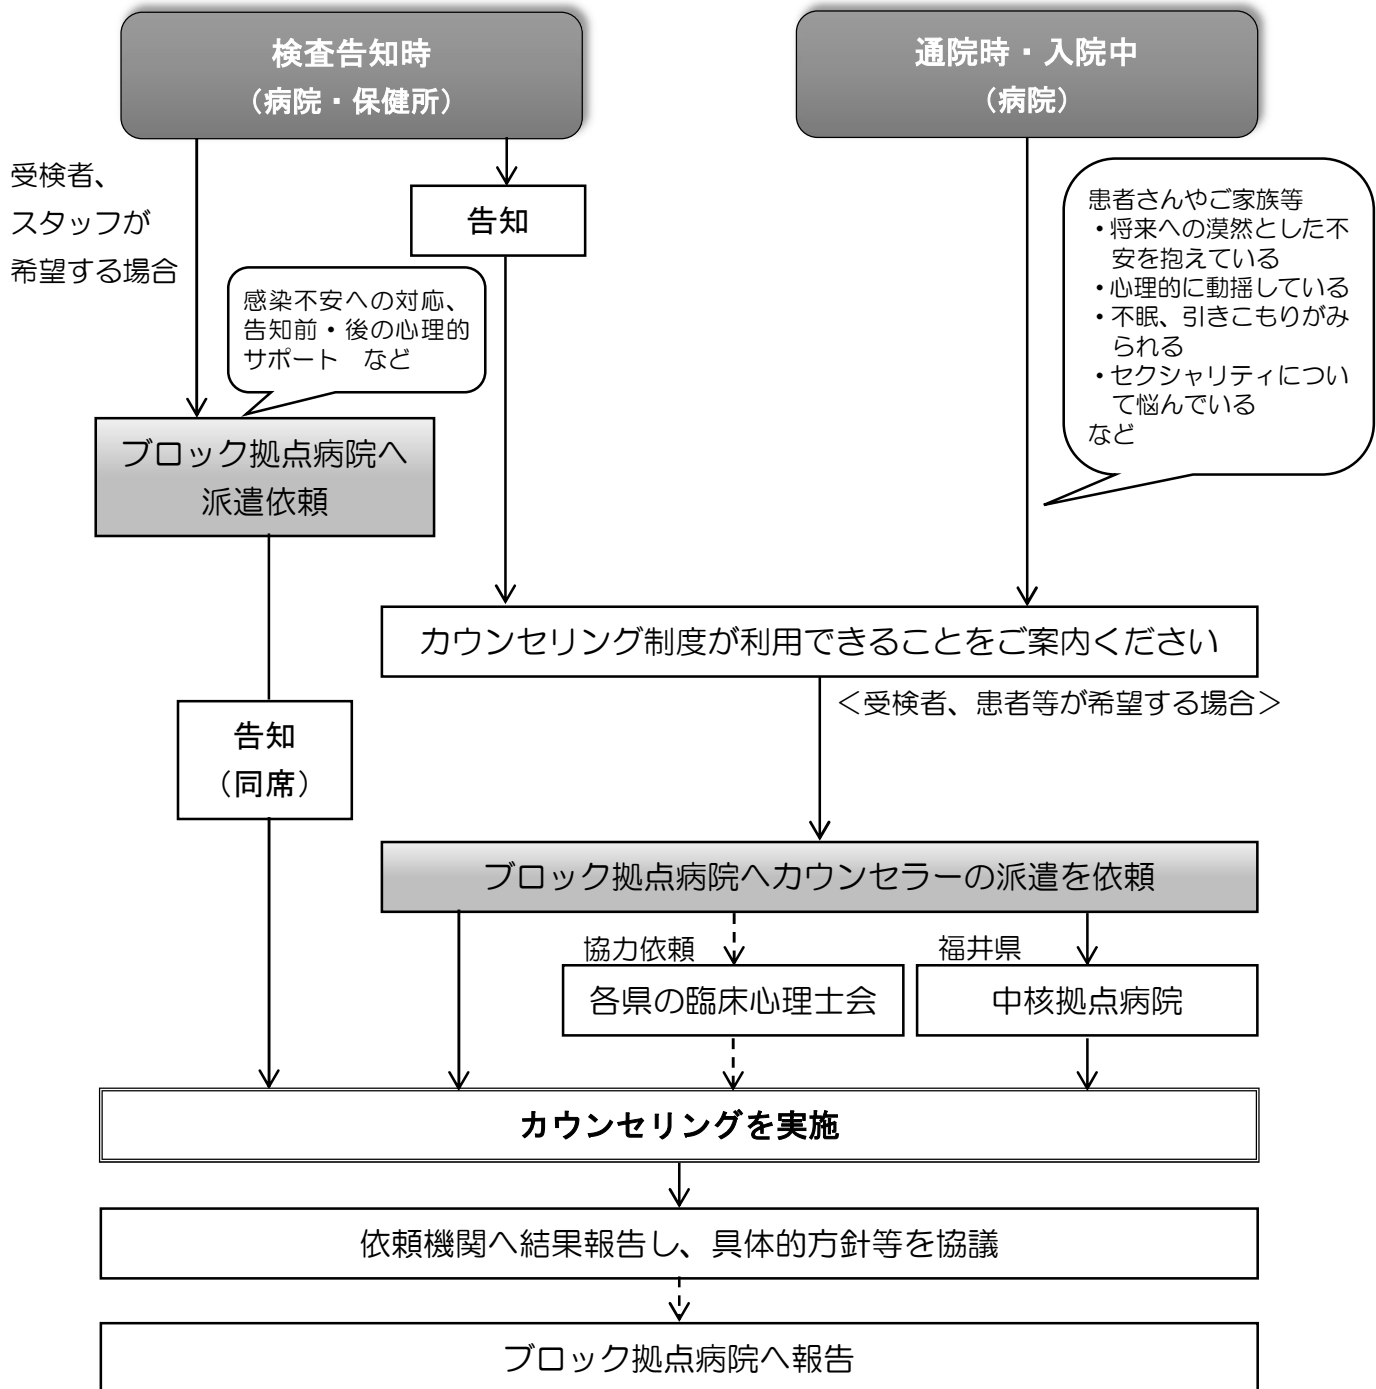 検査告知時
（病院・保健所）
通院時・入院中
（病院）
受検者、
スタッフが
希望する場合
告知
感染不安への対応、
告知前・後の心理的
サポート　など
患者さんやご家族等
・将来への漠然とした不
安を抱えている
・心理的に動揺している
・不眠、引きこもりがみ
られる
・セクシャリティについ
て悩んでいる
など
ブロック拠点病院へ
派遣依頼
カウンセリング制度が利用できることをご案内ください
＜受検者、患者等が希望する場合＞
告知
（同席）
ブロック拠点病院へカウンセラーの派遣を依頼
協力依頼
福井県
各県の臨床心理士会
中核拠点病院
カウンセリングを実施
依頼機関へ結果報告し、具体的方針等を協議
ブロック拠点病院へ報告